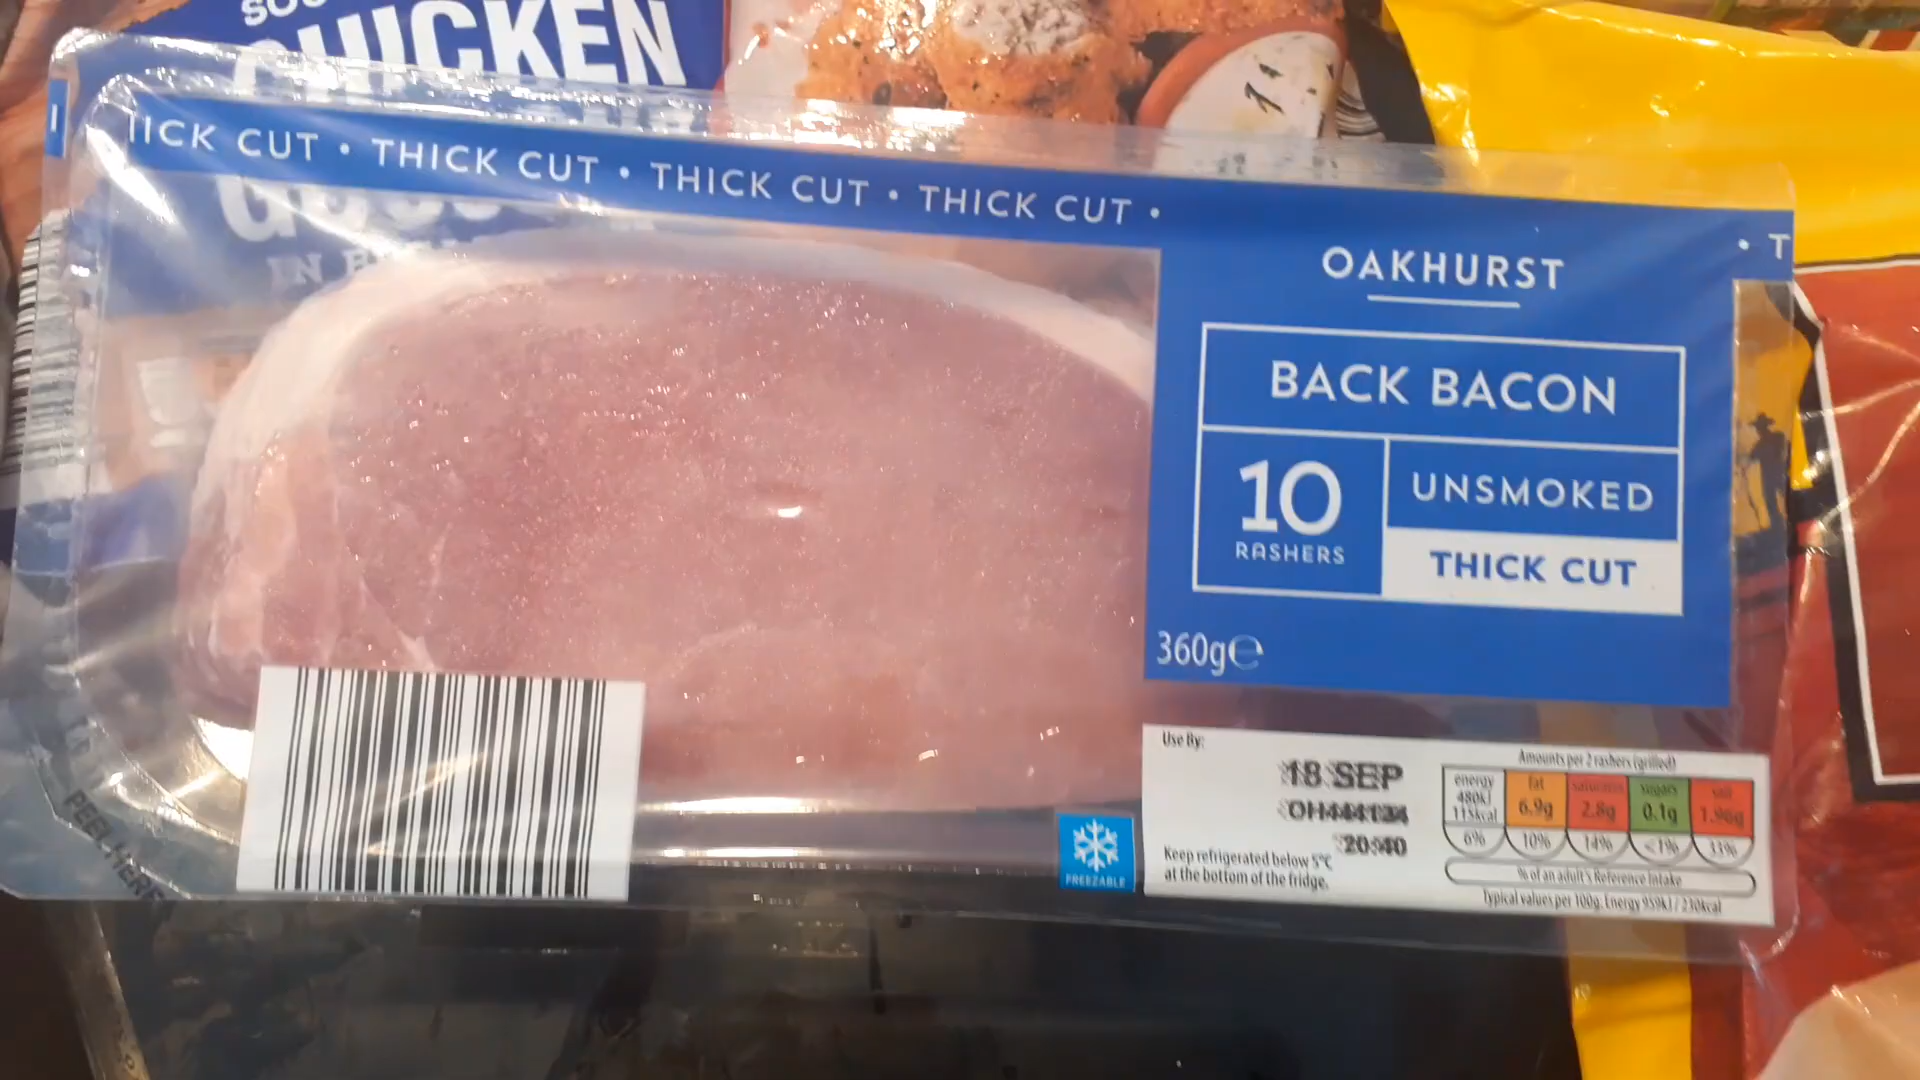 CHICKEN
THICK CUT • THICK CUT • THICK CUT •
• T
OAKHURST
BACK BACON
10
RASHERS
UNSMOKED
THICK CUT
360g℮
Use By:
18 SEP
20:40
Keep refrigerated below 5°C
at the bottom of the fridge.
FREEZABLE
Amounts per 2 rashers (grilled)
energy
480kJ
115kcal
6%
fat
6.9g
10%
saturates
2.8g
14%
sugars
0.1g
<1%
salt
1.96g
33%
% of an adult's Reference Intake
Typical values per 100g: Energy 959kJ / 230kcal
PEEL HERE